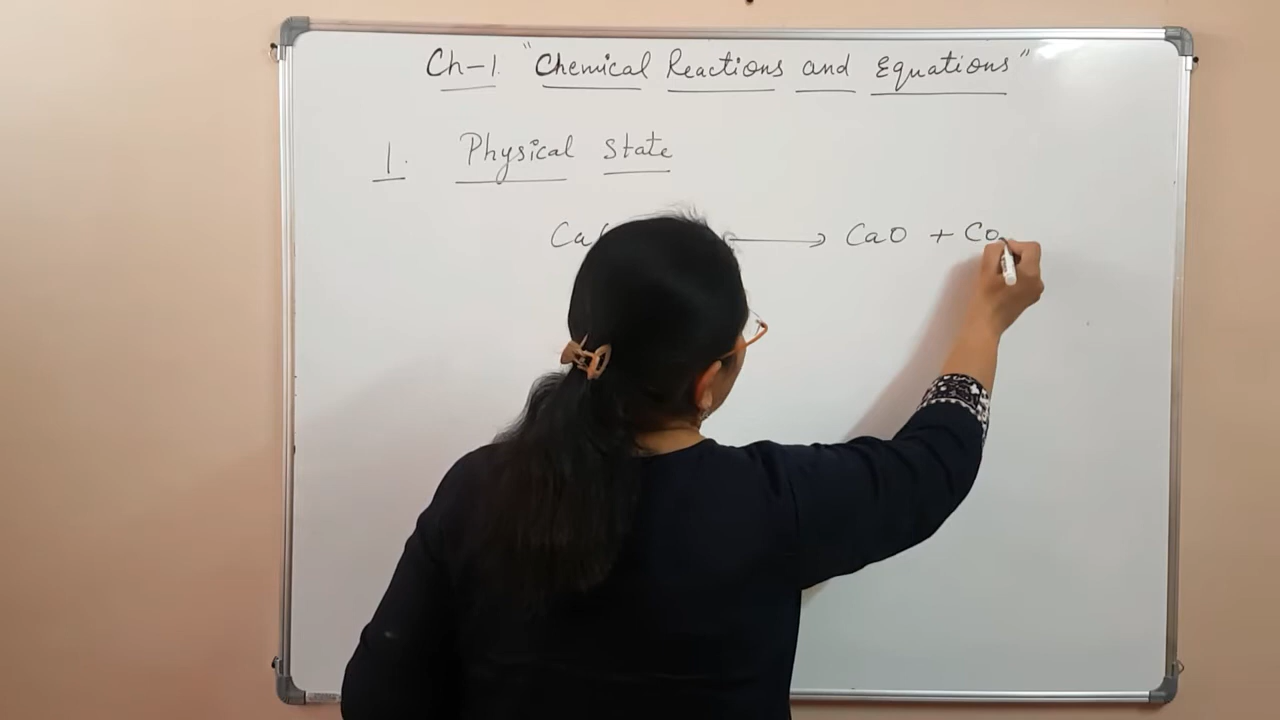 Ch-1. "Chemical Reactions and Equations"
1. Physical State
Ca → CaO + Co